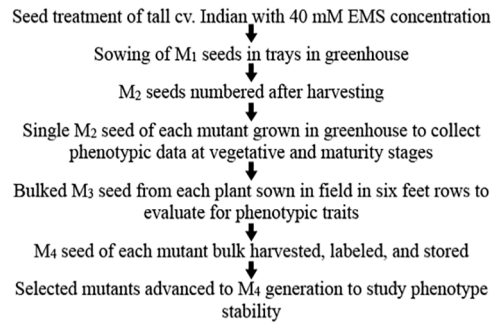 Seed treatment of tall cv. Indian with 40 mM EMS concentration
Sowing of M1 seeds in trays in greenhouse
M2 seeds numbered after harvesting
Single M2 seed of each mutant grown in greenhouse to collect
phenotypic data at vegetative and maturity stages
Bulked M3 seed from each plant sown in field in six feet rows to
evaluate for phenotypic traits
M4 seed of each mutant bulk harvested, labeled, and stored
Selected mutants advanced to M4 generation to study phenotype
stability